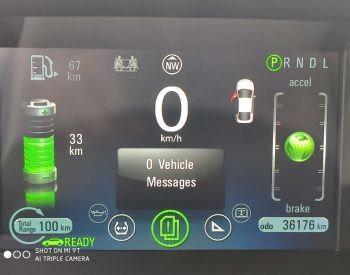 67
km
NW
P R N D L
accel
0
km/h
33
km
0 Vehicle
Messages
brake
Total
Range 100 km
odo 36176 km
READY
SHOT ON MI 9T
AI TRIPLE CAMERA